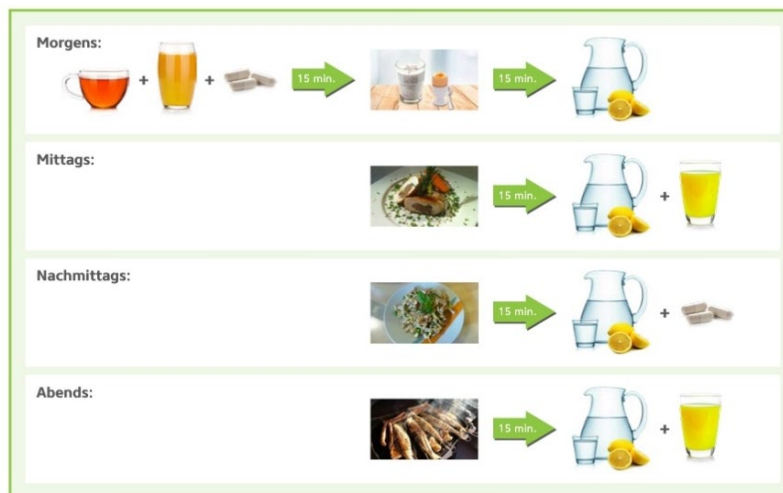 Morgens:
+
+
15 min.
15 min.
Mittags:
15 min.
+
Nachmittags:
15 min.
+
Abends:
15 min.
+